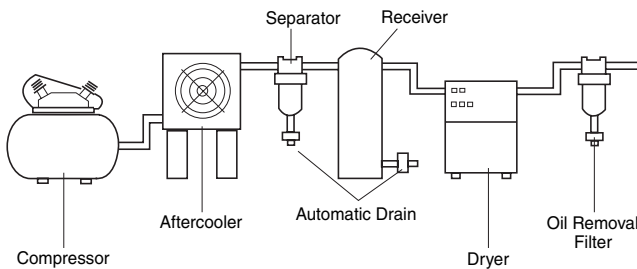 Separator
Receiver
Aftercooler
Automatic Drain
Oil Removal
Filter
Compressor
Dryer